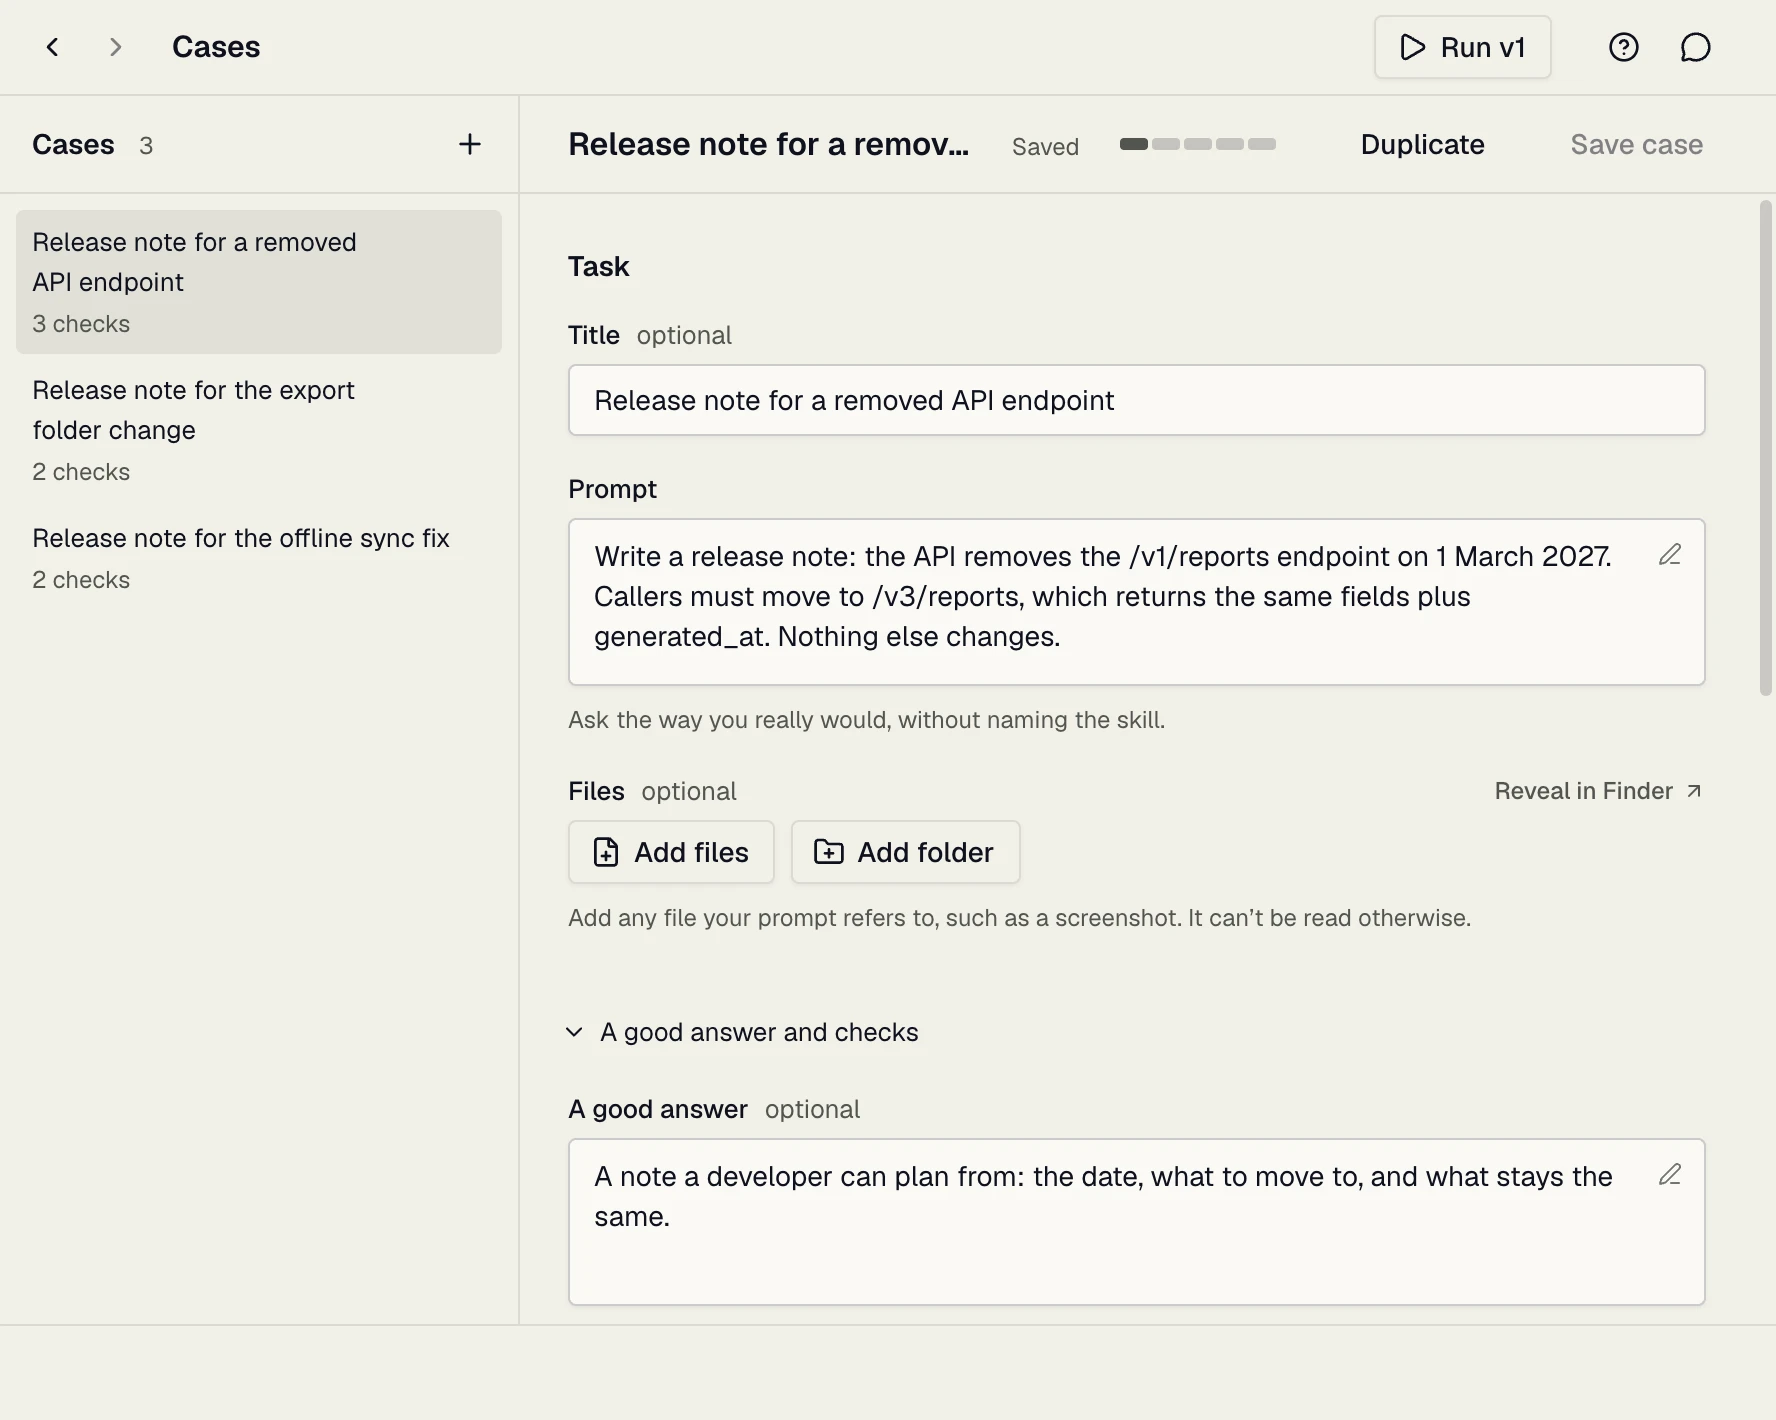 Cases
Run v1
Cases 3
Release note for a remov...
Saved
Duplicate
Save case
Release note for a removed
API endpoint
3 checks
Release note for the export
folder change
2 checks
Release note for the offline sync fix
2 checks
Task
Title optional
Release note for a removed API endpoint
Prompt
Write a release note: the API removes the /v1/reports endpoint on 1 March 2027.
Callers must move to /v3/reports, which returns the same fields plus
generated_at. Nothing else changes.
Ask the way you really would, without naming the skill.
Files optional
Reveal in Finder
Add files
Add folder
Add any file your prompt refers to, such as a screenshot. It can’t be read otherwise.
A good answer and checks
A good answer optional
A note a developer can plan from: the date, what to move to, and what stays the
same.